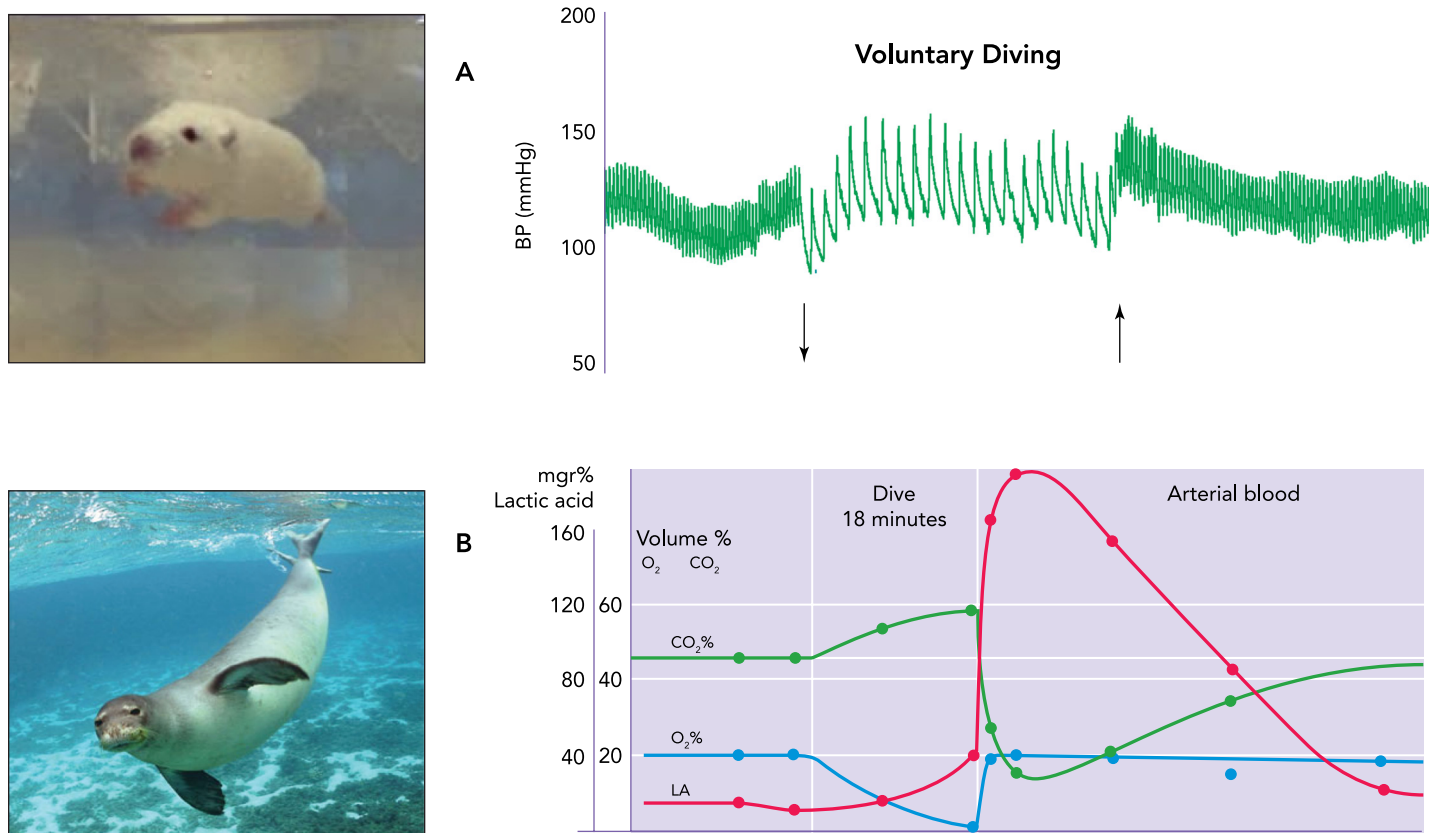 A
Voluntary Diving
BP (mmHg)
200
150
100
50
B
mgr%
Lactic acid
160
120
80
40
Volume %
O₂ CO₂
60
40
20
Dive
18 minutes
Arterial blood
CO₂%
O₂%
LA